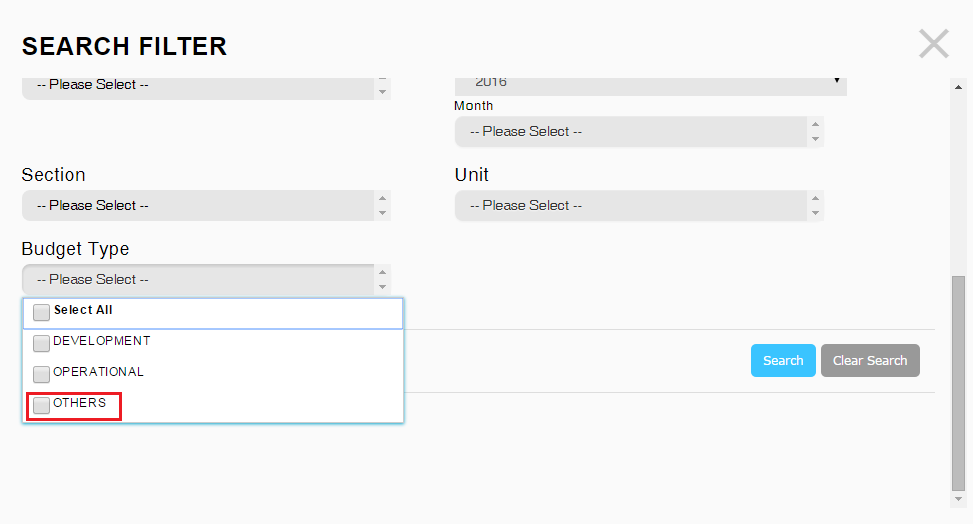 SEARCH FILTER
-- Please Select --
2016
Month
-- Please Select --
Section
Unit
-- Please Select --
-- Please Select --
Budget Type
-- Please Select --
Select All
DEVELOPMENT
OPERATIONAL
OTHERS
Search
Clear Search